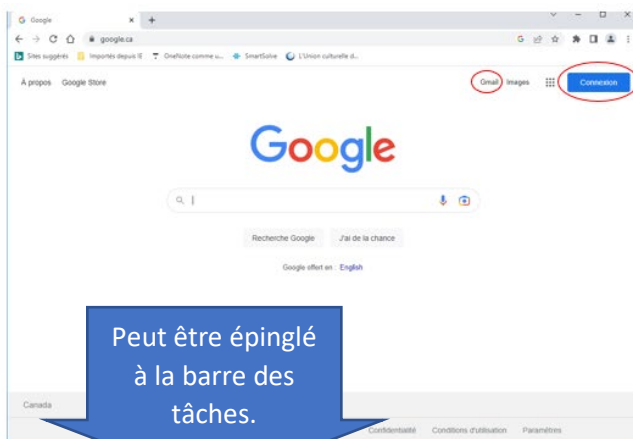 Google
google.ca
Sites suggérés
Importés depuis IE
OneNote comme u...
SmartSolve
L'Union culturelle d...
À propos
Google Store
Gmail
Images
Connexion
Google
Recherche Google
J'ai de la chance
Google offert en : English
Peut être épinglé
à la barre des
tâches.
Canada
Confidentialité
Conditions d'utilisation
Paramètres